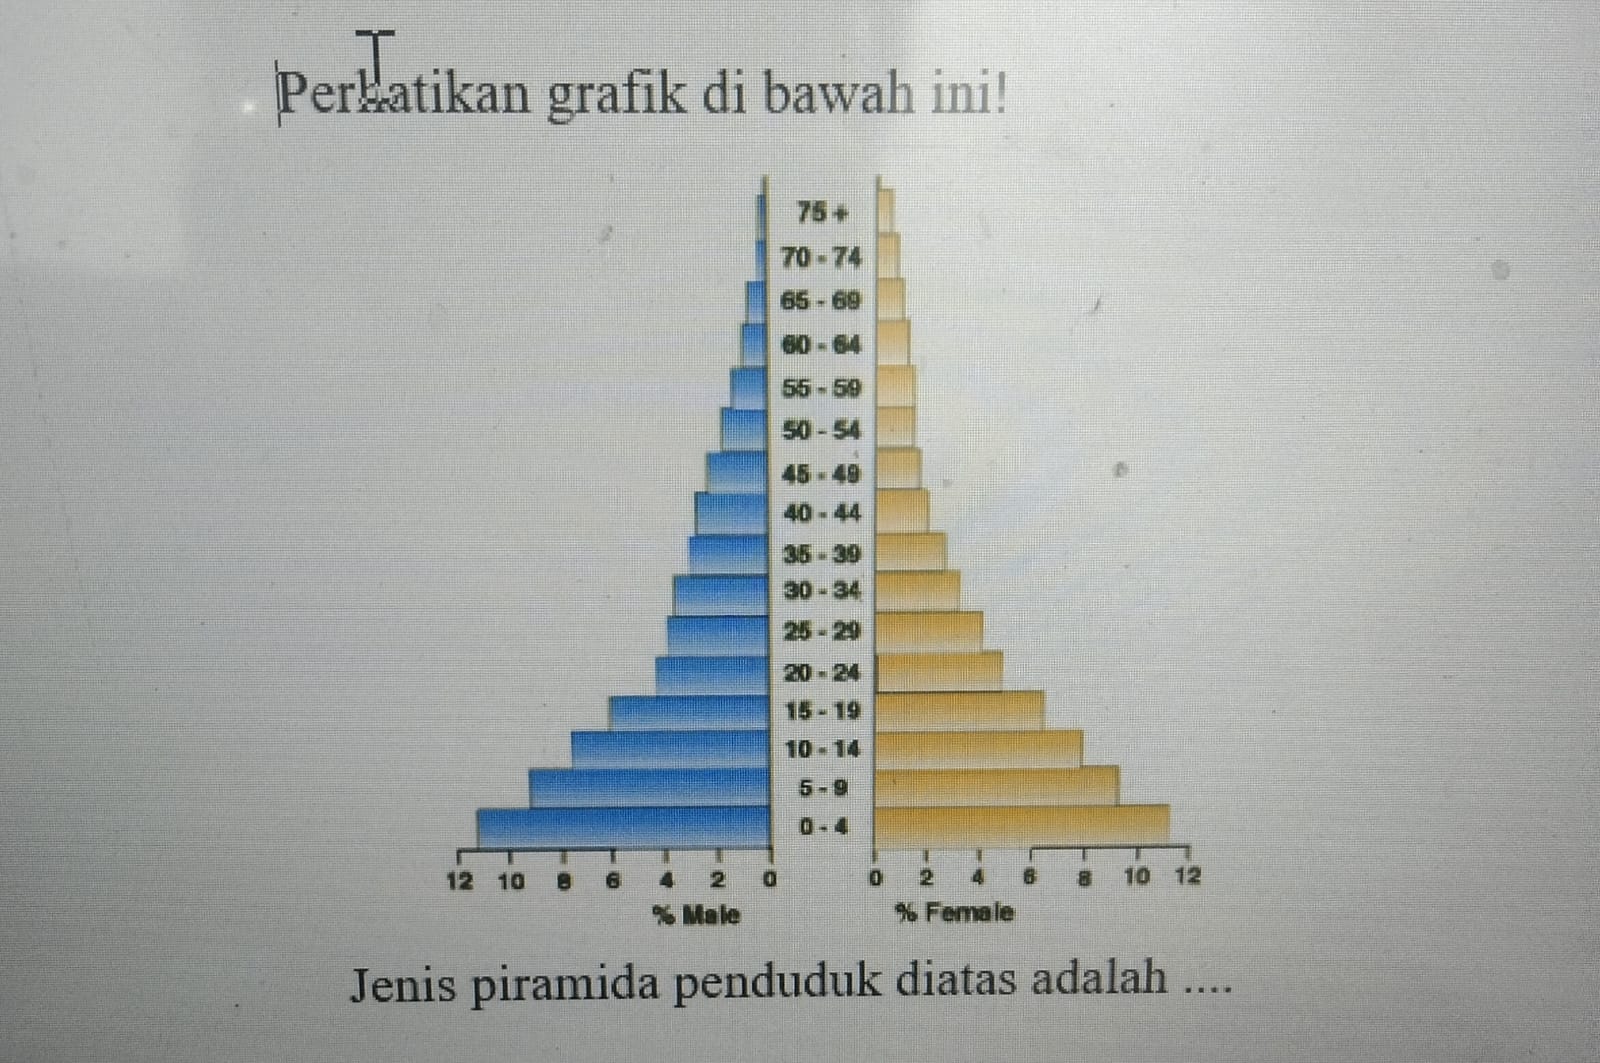 Perhatikan grafik di bawah ini!
75 +
70 - 74
65 - 69
60 - 64
55 - 59
50 - 54
45 - 49
40 - 44
35 - 39
30 - 34
25 - 29
20 - 24
15 - 19
10 - 14
5 - 9
0 - 4
12 10 8 6 4 2 0 0 2 4 6 8 10 12
% Male % Female
Jenis piramida penduduk diatas adalah ....